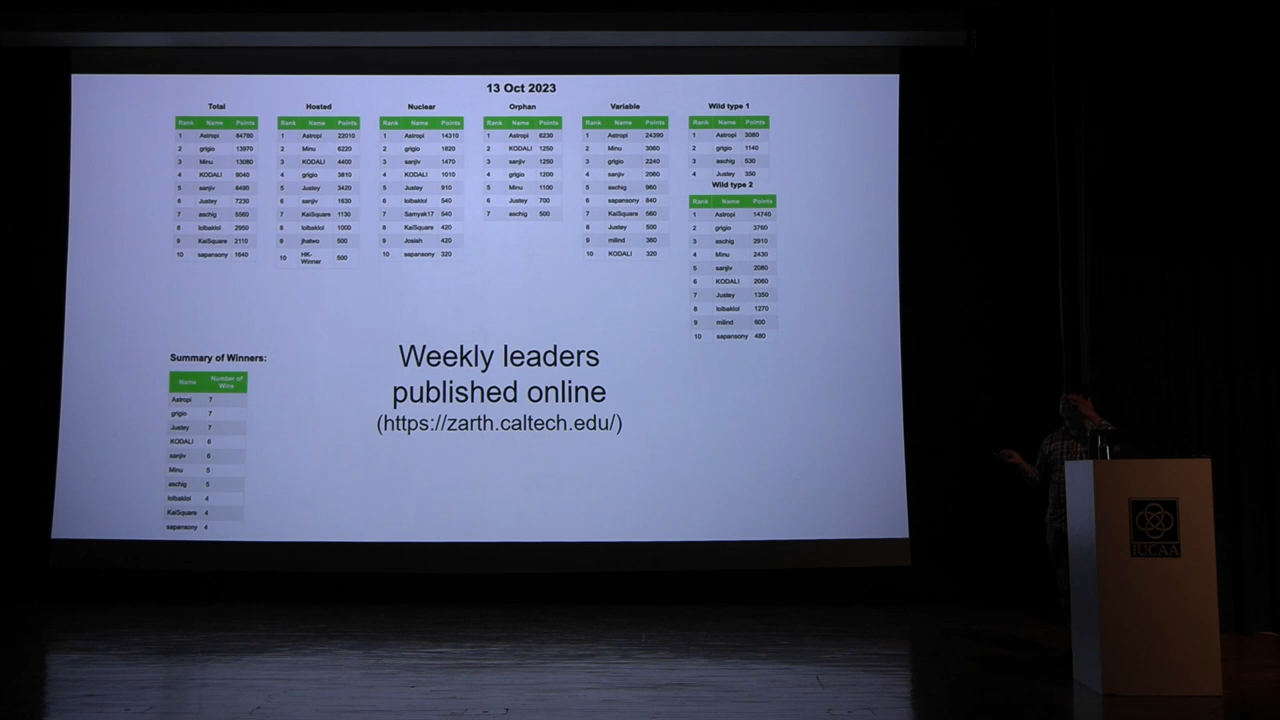 13 Oct 2023
Total
Rank Name Points
1 Astropi 84760
2 grigio 13970
3 Minu 13080
4 KODALI 9040
5 sanjiv 8490
6 Justey 7230
7 aschig 5560
8 lolbaklol 2950
9 KaiSquare 2110
10 sapansony 1640
Hosted
Rank Name Points
1 Astropi 22010
2 Minu 6220
3 KODALI 4400
4 grigio 3810
5 Justey 3420
6 sanjiv 1630
7 KaiSquare 1130
8 lolbaklol 1000
9 jhatwo 500
10 HK-
Winner 500
Nuclear
Rank Name Points
1 Astropi 14310
2 grigio 1820
3 sanjiv 1470
4 KODALI 1010
5 Justey 910
6 lolbaklol 540
7 Samyak17 540
8 KaiSquare 420
9 Josiah 420
10 sapansony 320
Orphan
Rank Name Points
1 Astropi 6230
2 KODALI 1250
3 sanjiv 1250
4 grigio 1200
5 Minu 1100
6 Justey 700
7 aschig 500
Variable
Rank Name Points
1 Astropi 24390
2 Minu 3060
3 grigio 2240
4 sanjiv 2060
5 aschig 960
6 sapansony 840
7 KaiSquare 560
8 Justey 500
9 milind 360
10 KODALI 320
Wild type 1
Rank Name Points
1 Astropi 3080
2 grigio 1140
3 aschig 530
4 Justey 350
Wild type 2
Rank Name Points
1 Astropi 14740
2 grigio 3760
3 aschig 2910
4 Minu 2430
5 sanjiv 2080
6 KODALI 2060
7 Justey 1350
8 lolbaklol 1270
9 milind 600
10 sapansony 480
Summary of Winners:
Name Number of
Wins
Astropi 7
grigio 7
Justey 7
KODALI 6
sanjiv 6
Minu 5
aschig 5
lolbaklol 4
KaiSquare 4
sapansony 4
Weekly leaders
published online
(https://zarth.caltech.edu/)
IUCAA